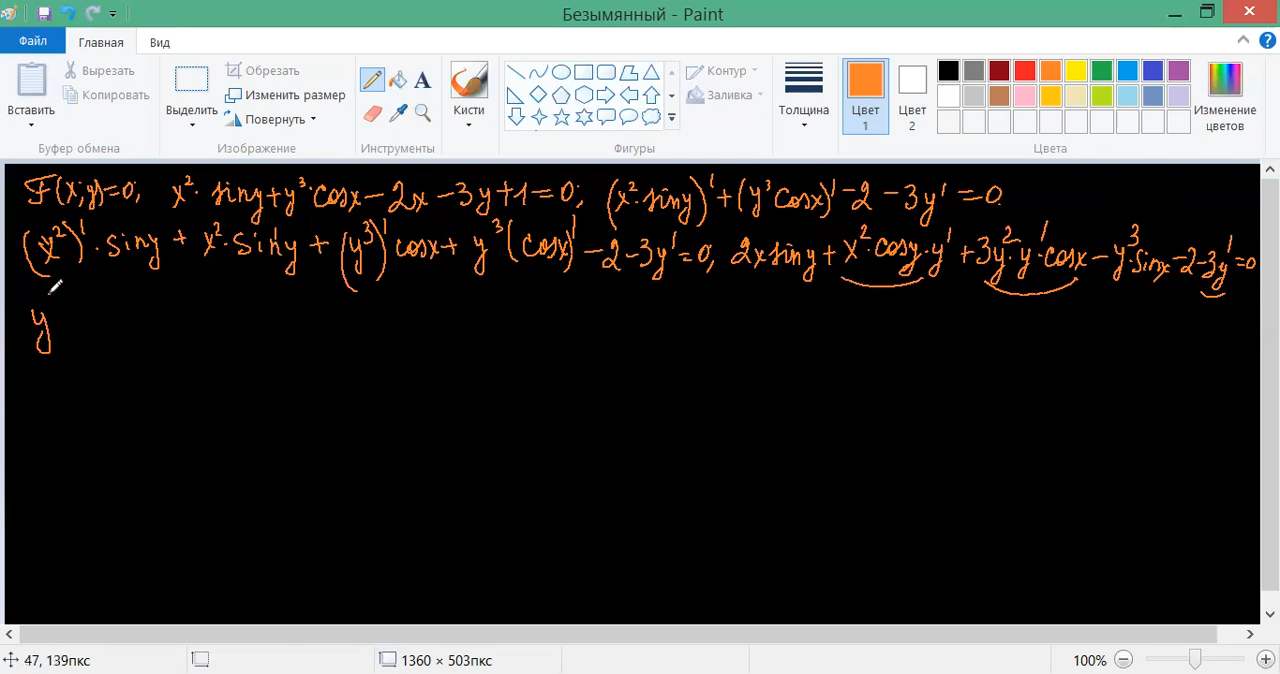 Безымянный - Paint
Файл Главная Вид
Вставить
Вырезать
Копировать
Буфер обмена
Выделить
Обрезать
Изменить размер
Повернуть
Изображение
A
Инструменты
Кисти
Контур
Заливка
Фигуры
Толщина
Цвет 1
Цвет 2
Изменение цветов
Цвета
F(x;y)=0; x²· siny+y³·cosx-2x-3y+1=0; (x²·siny)'+(y³cosx)'-2-3y'=0.
(x²)'·siny + x²·sin'y + (y³)'cosx+ y³(cosx)'-2-3y'=0, 2xsiny+x²·cosy·y'+3y²·y'·cosx-y³sinx-2-3y'=0
y
47, 139пкс
1360 × 503пкс
100%